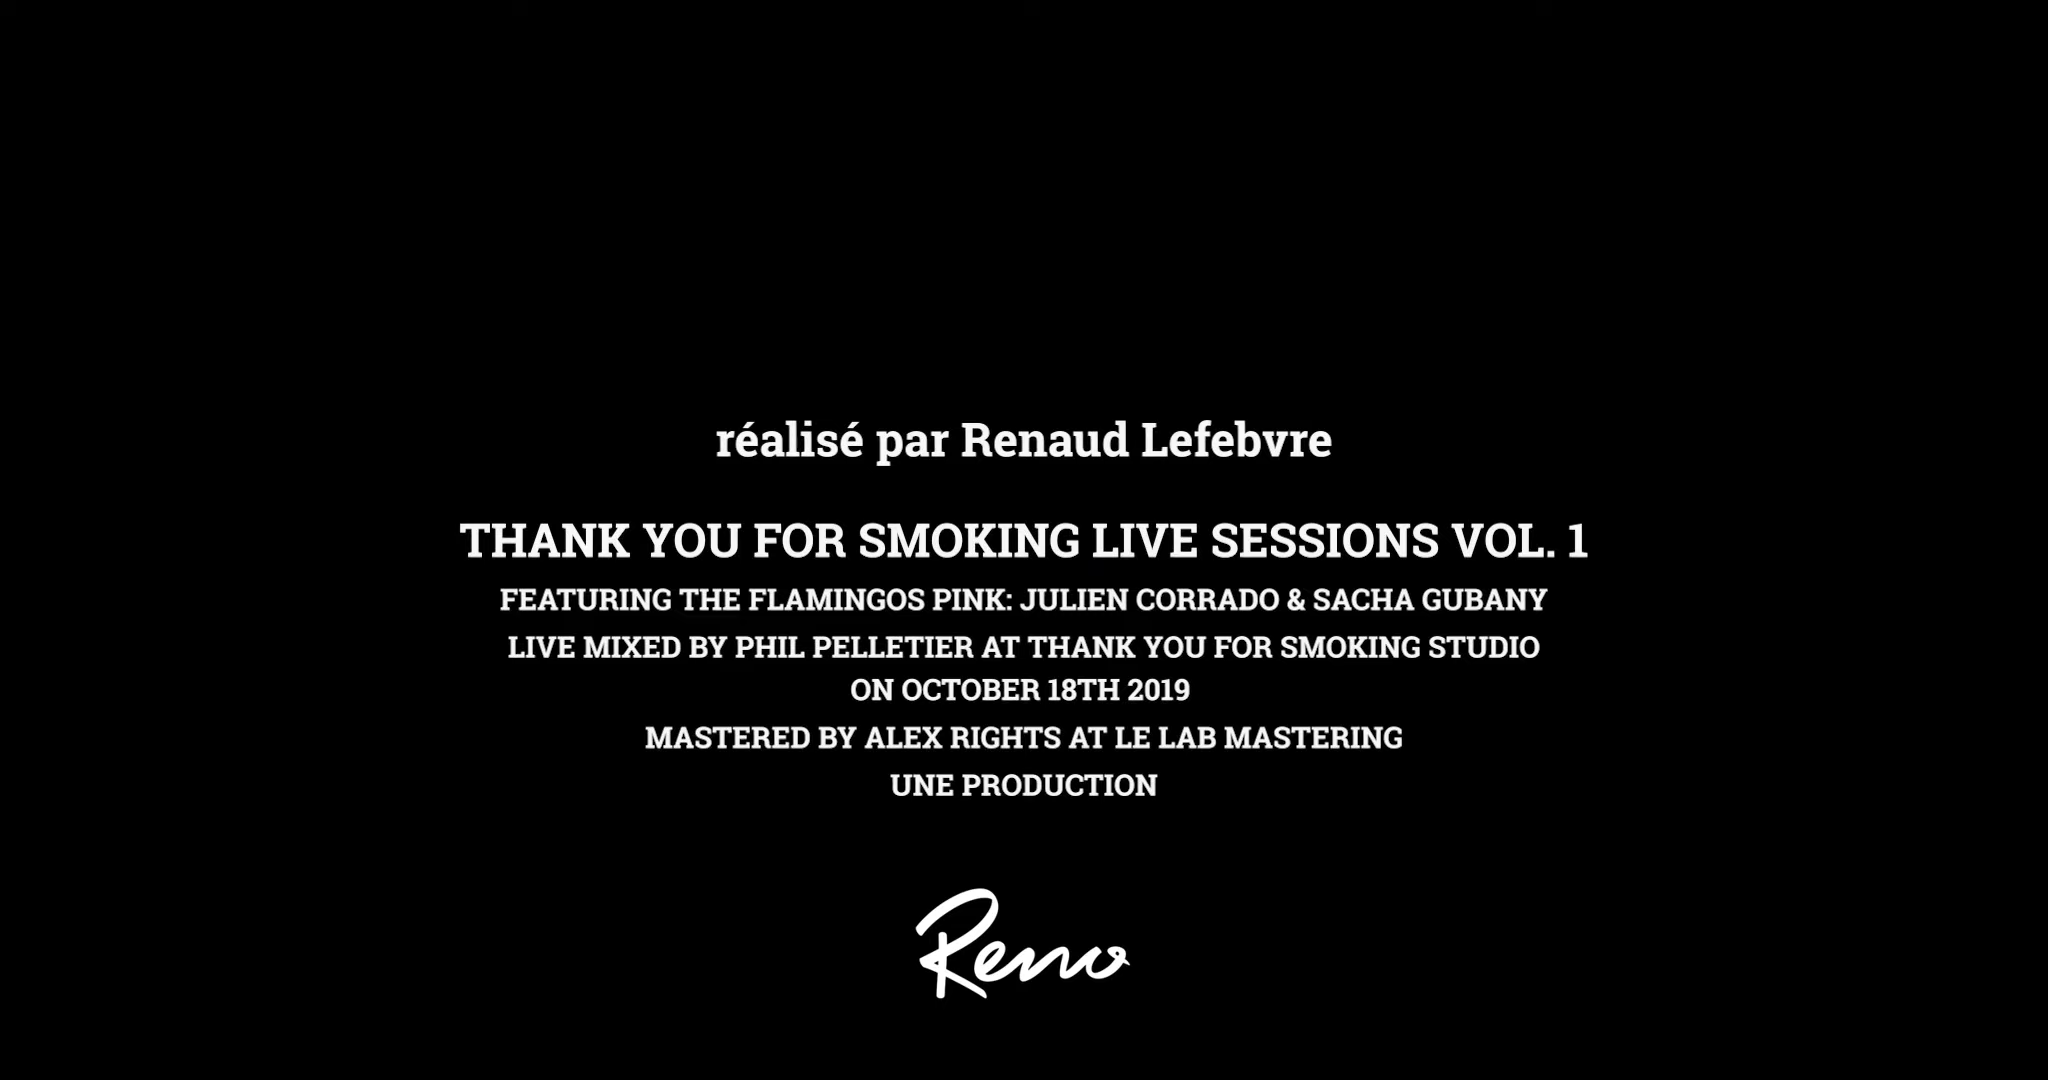 réalisé par Renaud Lefebvre
THANK YOU FOR SMOKING LIVE SESSIONS VOL. 1
FEATURING THE FLAMINGOS PINK: JULIEN CORRADO & SACHA GUBANY
LIVE MIXED BY PHIL PELLETIER AT THANK YOU FOR SMOKING STUDIO
ON OCTOBER 18TH 2019
MASTERED BY ALEX RIGHTS AT LE LAB MASTERING
UNE PRODUCTION
Reno